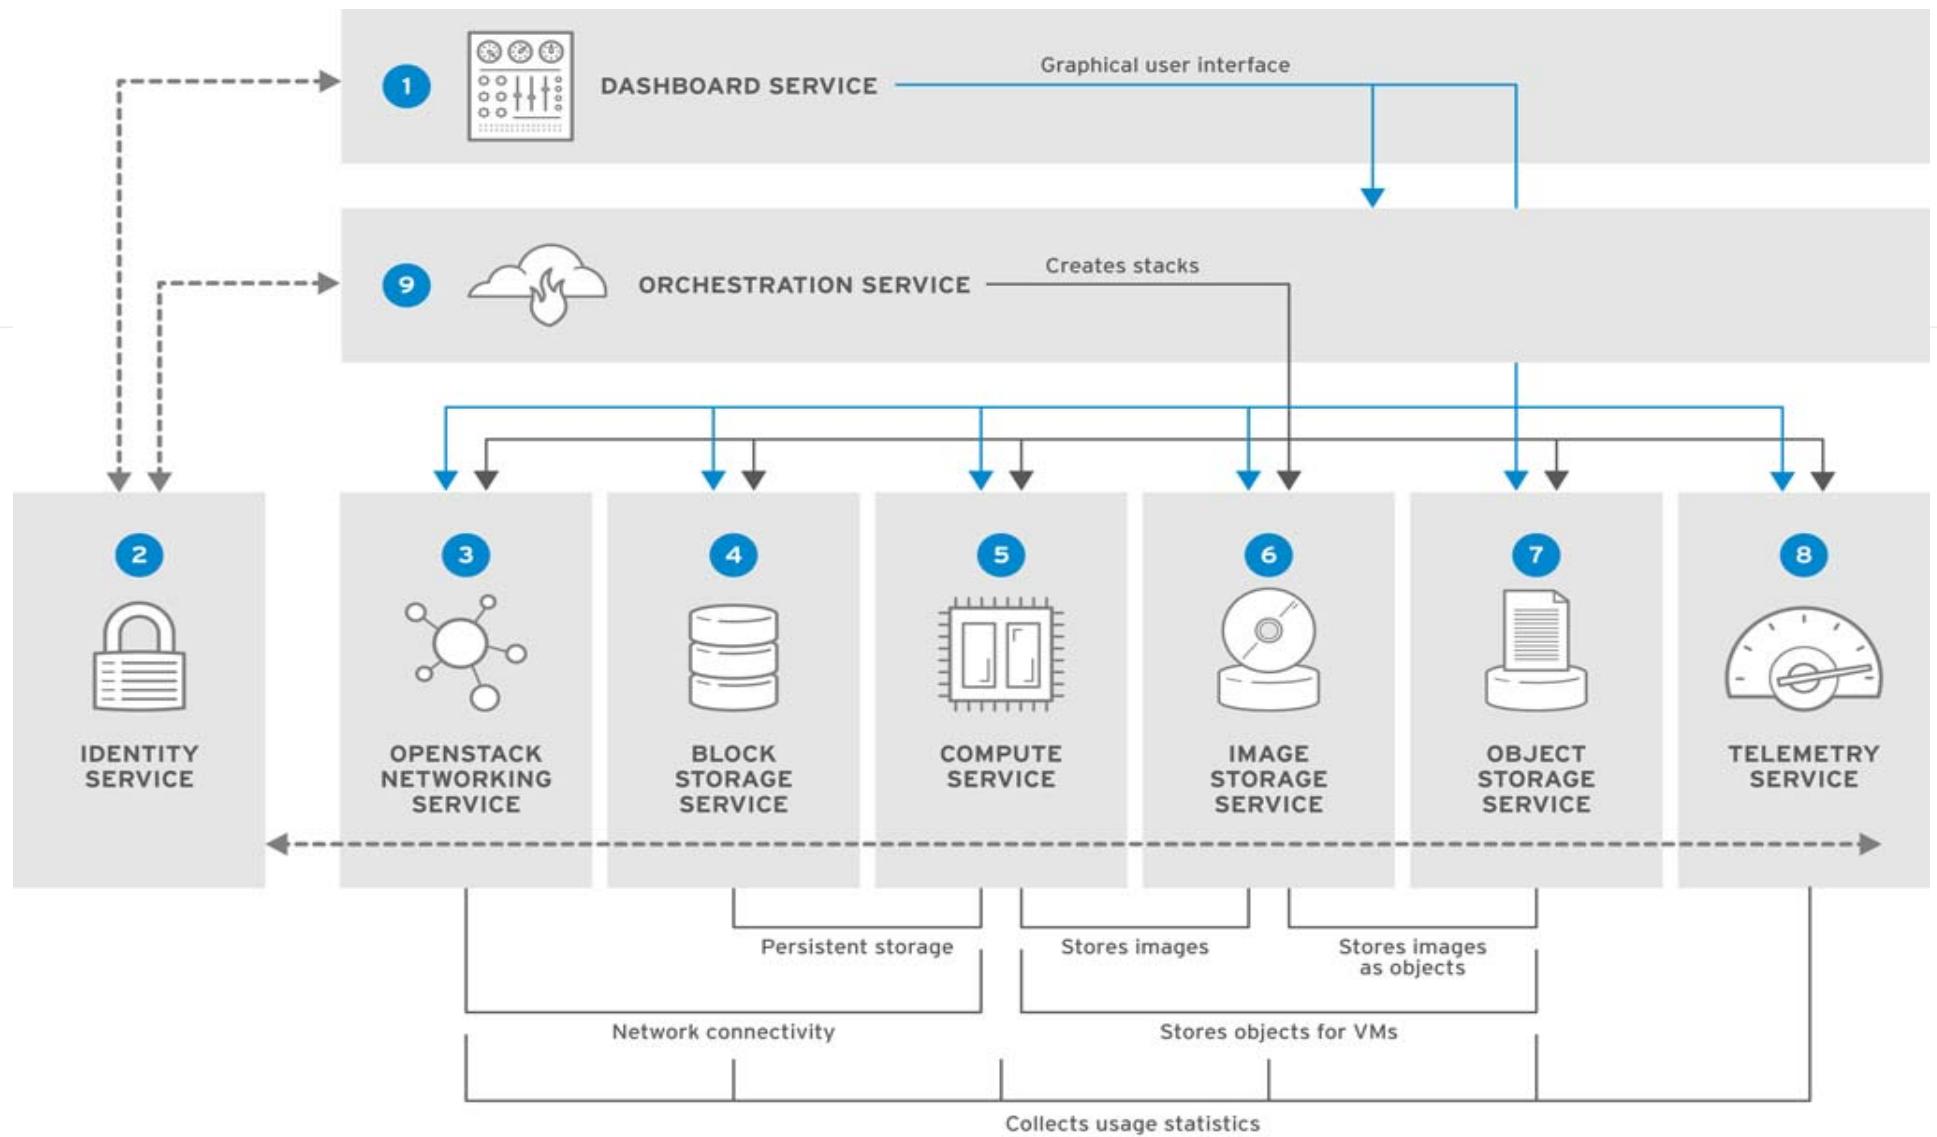 1
DASHBOARD SERVICE
Graphical user interface
9
ORCHESTRATION SERVICE
Creates stacks
2
IDENTITY
SERVICE
3
OPENSTACK
NETWORKING
SERVICE
4
BLOCK
STORAGE
SERVICE
5
COMPUTE
SERVICE
6
IMAGE
STORAGE
SERVICE
7
OBJECT
STORAGE
SERVICE
8
TELEMETRY
SERVICE
Persistent storage
Stores images
Stores images
as objects
Network connectivity
Stores objects for VMs
Collects usage statistics